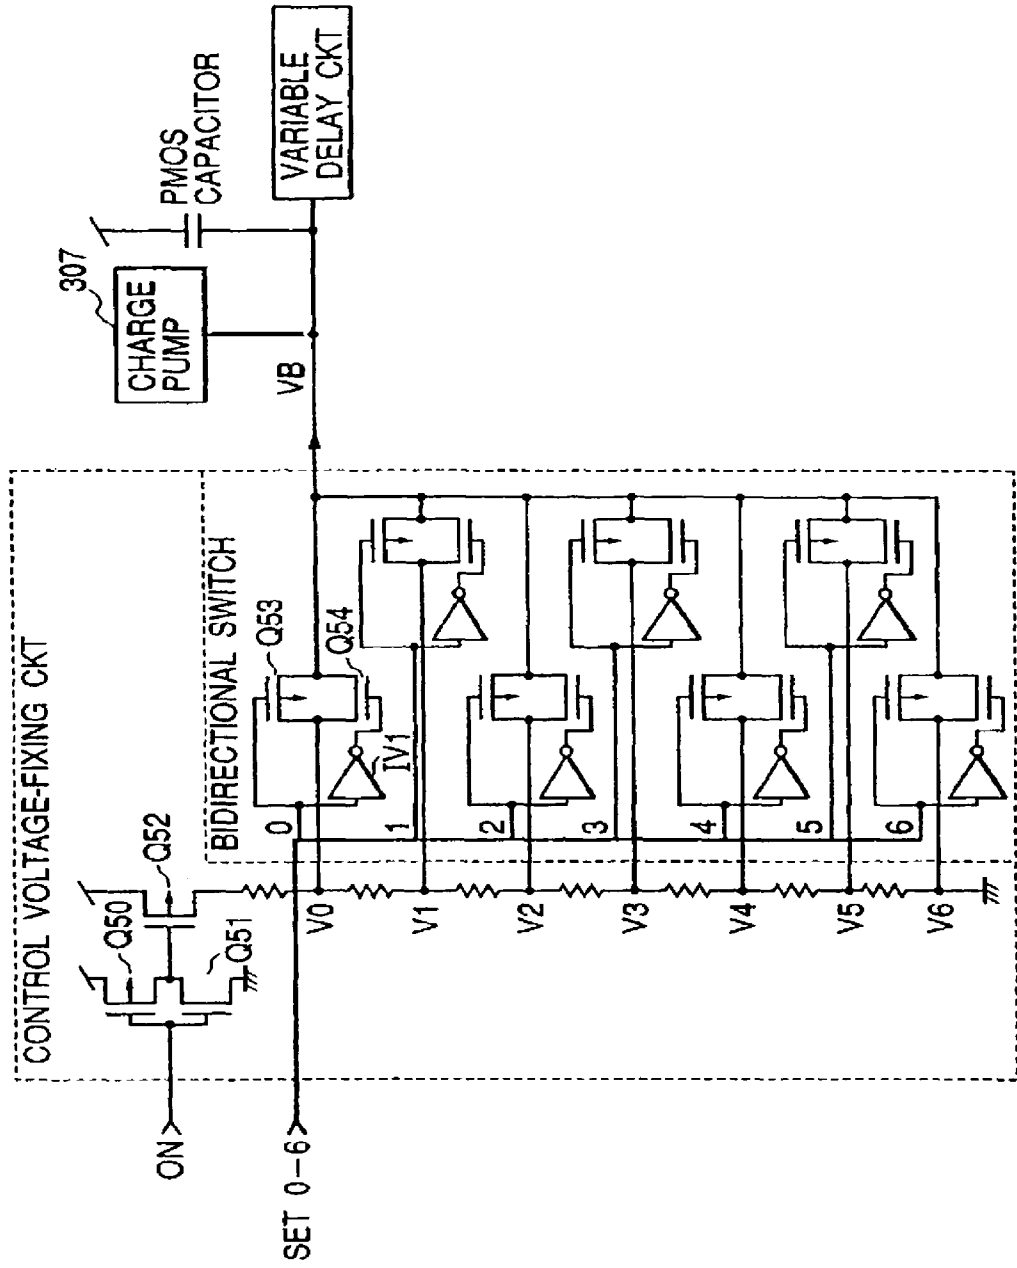 CONTROL VOLTAGE-FIXING CKT
ON
Q50
Q51
Q52
SET 0-6
BIDIRECTIONAL SWITCH
0
1
2
3
4
5
6
V0
V1
V2
V3
V4
V5
V6
Q53
Q54
IV1
VB
307
CHARGE
PUMP
PMOS
CAPACITOR
VARIABLE
DELAY CKT